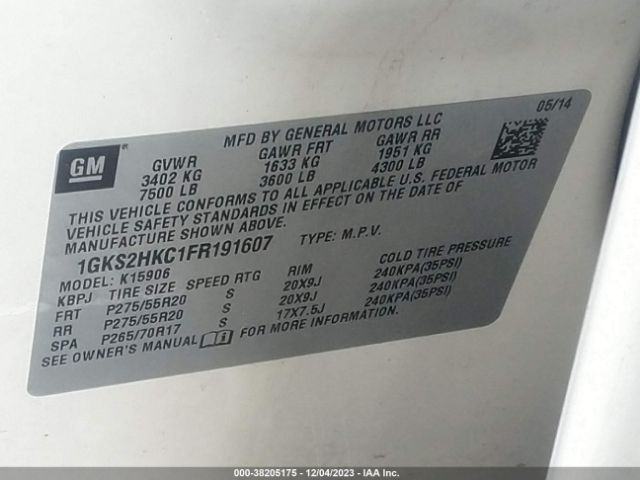 05/14
MFD BY GENERAL MOTORS LLC
GM
GVWR GAWR FRT GAWR RR
3402 KG 1633 KG 1951 KG
7500 LB 3600 LB 4300 LB
THIS VEHICLE CONFORMS TO ALL APPLICABLE U.S. FEDERAL MOTOR
VEHICLE SAFETY STANDARDS IN EFFECT ON THE DATE OF
MANUFACTURE SHOWN ABOVE.
1GKS2HKC1FR191607 TYPE: M.P.V.
MODEL: K15906
KBPJ TIRE SIZE SPEED RTG RIM COLD TIRE PRESSURE
FRT P275/55R20 S 20X9J 240KPA(35PSI)
RR P275/55R20 S 20X9J 240KPA(35PSI)
SPA P265/70R17 S 17X7.5J 240KPA(35PSI)
SEE OWNER'S MANUAL FOR MORE INFORMATION.
000-38205175 - 12/04/2023 - IAA Inc.